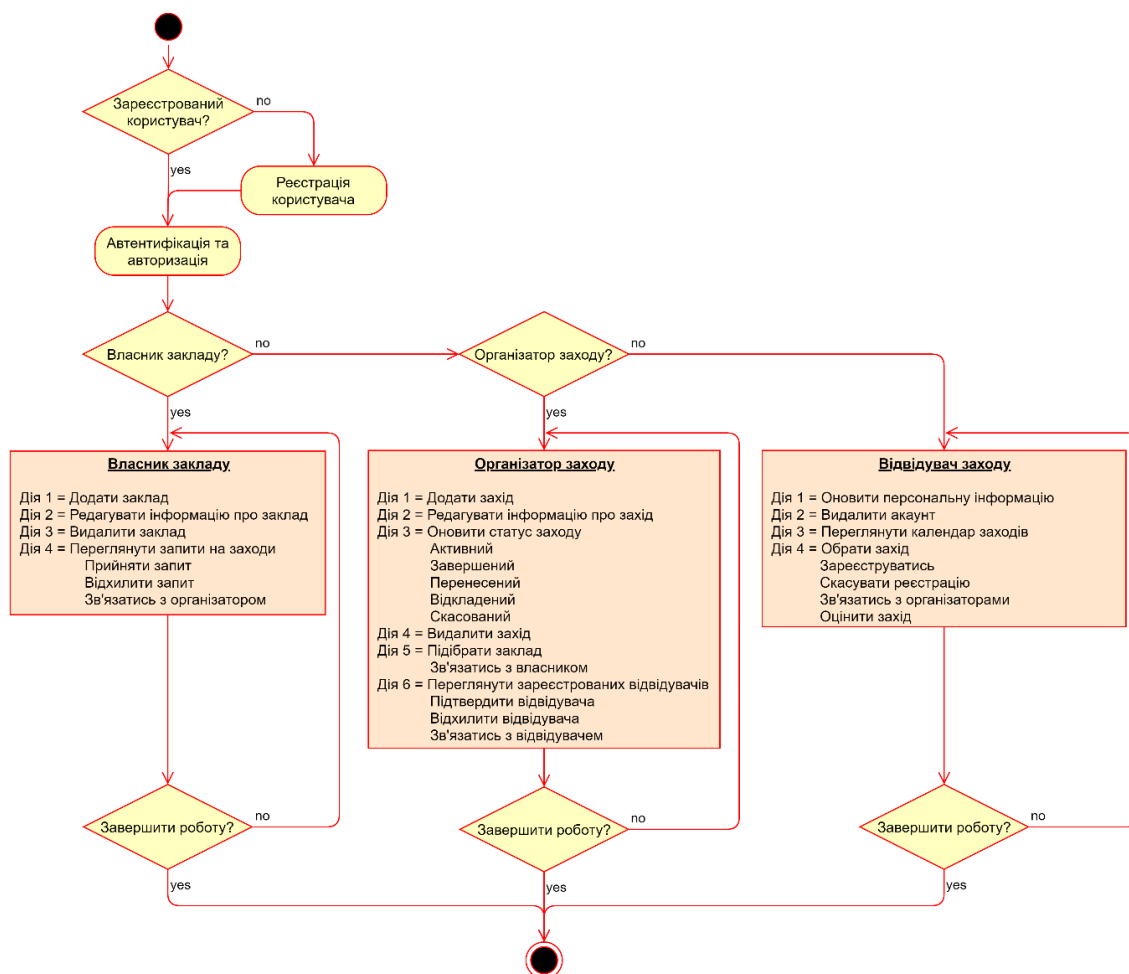 Зареєстрований
користувач?
no
yes
Реєстрація
користувача
Автентифікація та
авторизація
Власник закладу?
no
yes
Організатор заходу?
no
yes
Власник закладу
Дія 1 = Додати заклад
Дія 2 = Редагувати інформацію про заклад
Дія 3 = Видалити заклад
Дія 4 = Переглянути запити на заходи
Прийняти запит
Відхилити запит
Зв'язатись з організатором
Організатор заходу
Дія 1 = Додати захід
Дія 2 = Редагувати інформацію про захід
Дія 3 = Оновити статус заходу
Активний
Завершений
Перенесений
Відкладений
Скасований
Дія 4 = Видалити захід
Дія 5 = Підібрати заклад
Зв'язатись з власником
Дія 6 = Переглянути зареєстрованих відвідувачів
Підтвердити відвідувача
Відхилити відвідувача
Зв'язатись з відвідувачем
Відвідувач заходу
Дія 1 = Оновити персональну інформацію
Дія 2 = Видалити акаунт
Дія 3 = Переглянути календар заходів
Дія 4 = Обрати захід
Зареєструватись
Скасувати реєстрацію
Зв'язатись з організаторами
Оцінити захід
Завершити роботу?
no
yes
Завершити роботу?
no
yes
Завершити роботу?
no
yes